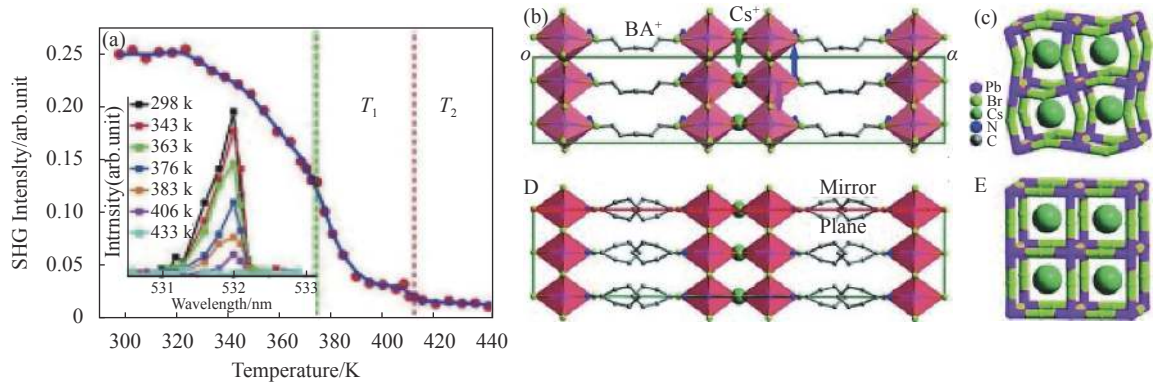 (a)
0.25
0.20
0.15
0.10
0.05
0
SHG Intenslty/arb.unit
298 k
343 k
363 k
376 k
383 k
406 k
433 k
Intrnsity(arb.unit)
531 532 533
Wavelength/nm
T1
T2
300 320 340 360 380 400 420 440
Temperature/K
(b)
BA+
Cs+
o
α
(c)
Pb
Br
Cs
N
C
D
Mirror
Plane
E